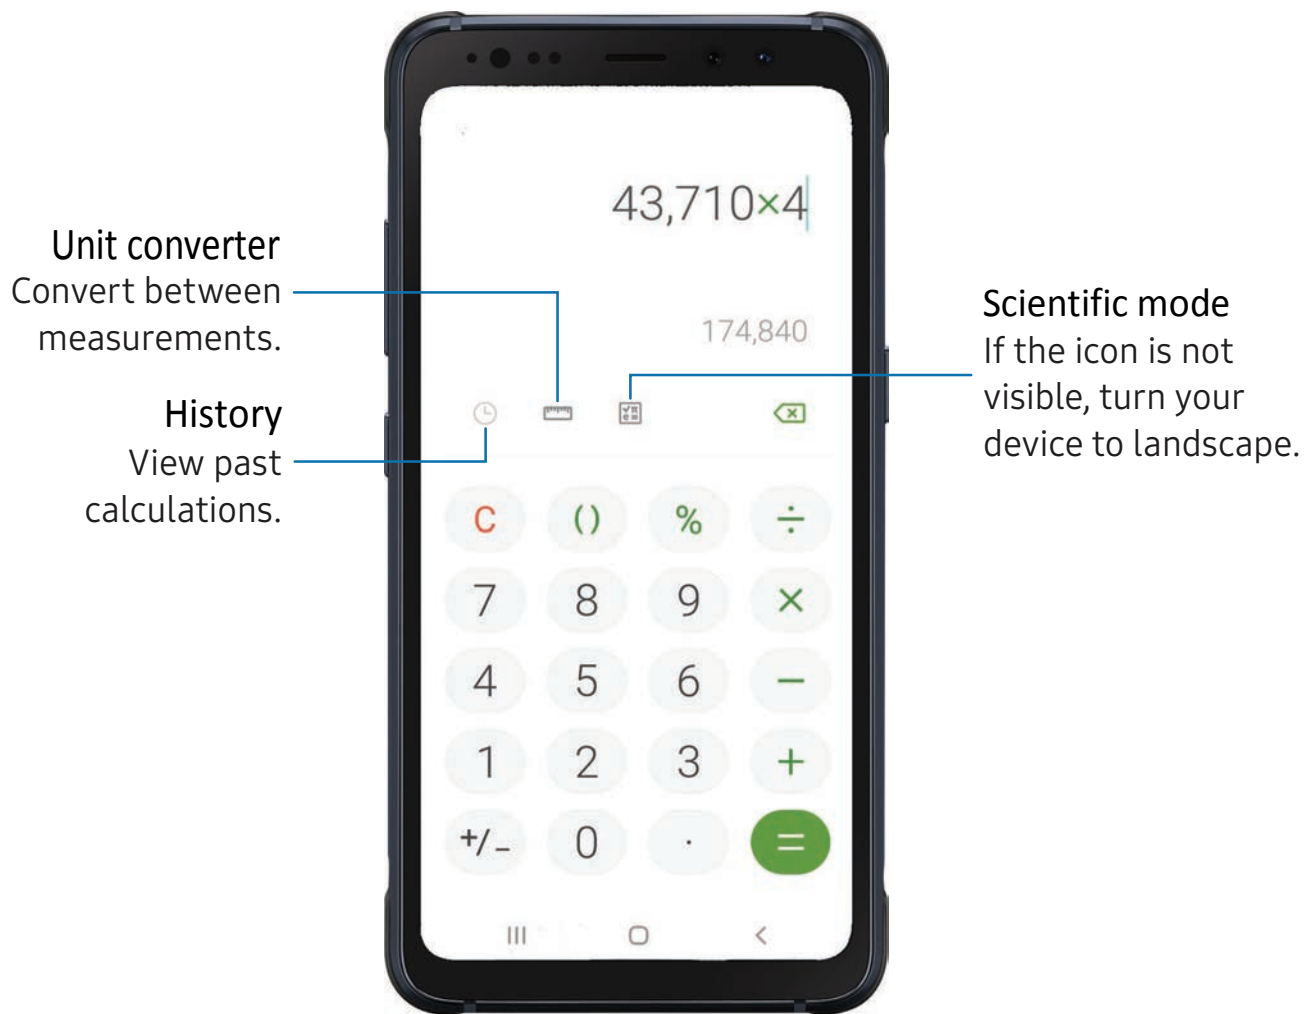 43,710×4
Unit converter
Convert between
measurements.
174,840
Scientific mode
If the icon is not
visible, turn your
device to landscape.
History
View past
calculations.
C () % ÷
7 8 9 ×
4 5 6 −
1 2 3 +
+/− 0 . =